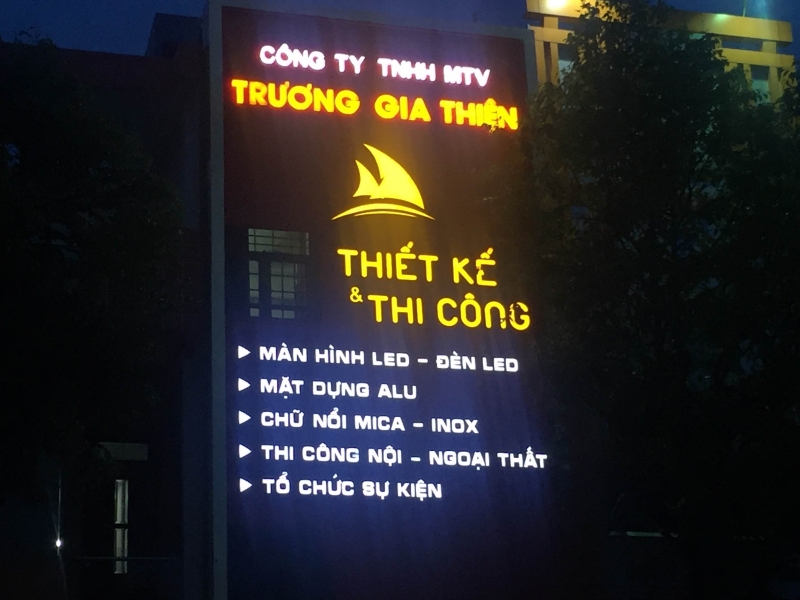 CÔNG TY TNHH MTV
TRƯƠNG GIA THIỆN
THIẾT KẾ
& THI CÔNG
▶ MÀN HÌNH LED - ĐÈN LED
▶ MẶT DỰNG ALU
▶ CHỮ NỔI MICA - INOX
▶ THI CÔNG NỘI - NGOẠI THẤT
▶ TỔ CHỨC SỰ KIỆN